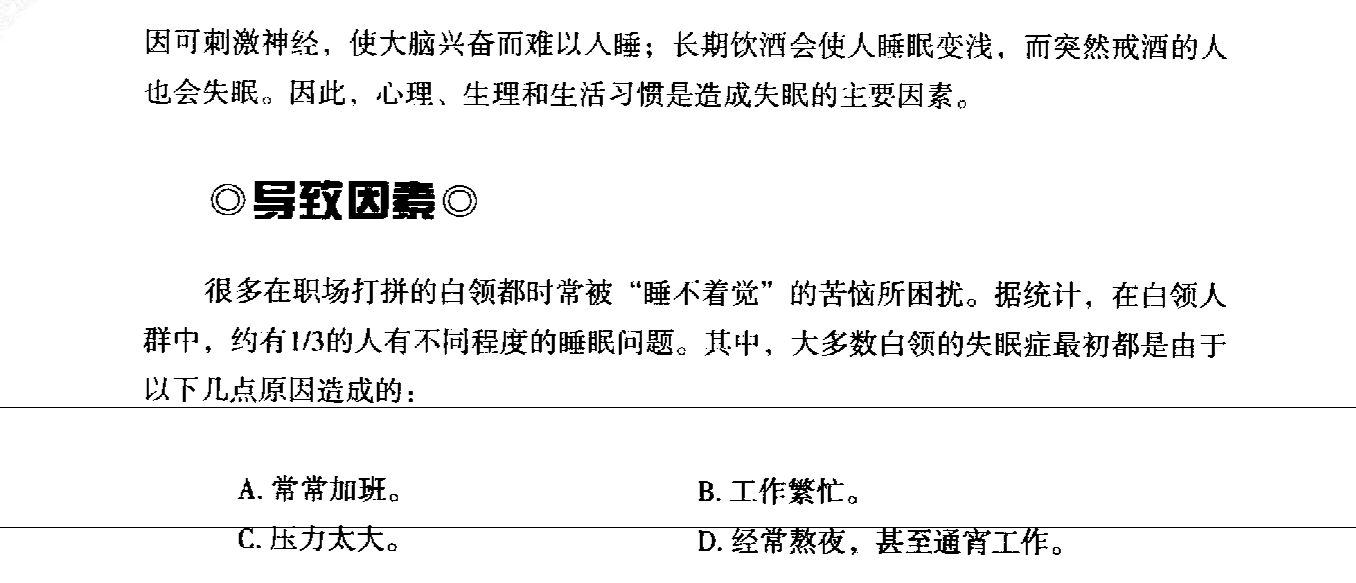 因可刺激神经，使大脑兴奋而难以入睡；长期饮酒会使人睡眠变浅，而突然戒酒的人
也会失眠。因此，心理、生理和生活习惯是造成失眠的主要因素。
◎导致因素◎
很多在职场打拼的白领都时常被“睡不着觉”的苦恼所困扰。据统计，在白领人
群中，约有1/3的人有不同程度的睡眠问题。其中，大多数白领的失眠症最初都是由于
以下几点原因造成的：
A. 常常加班。 B. 工作繁忙。
C. 压力太大。 D. 经常熬夜，甚至通宵工作。